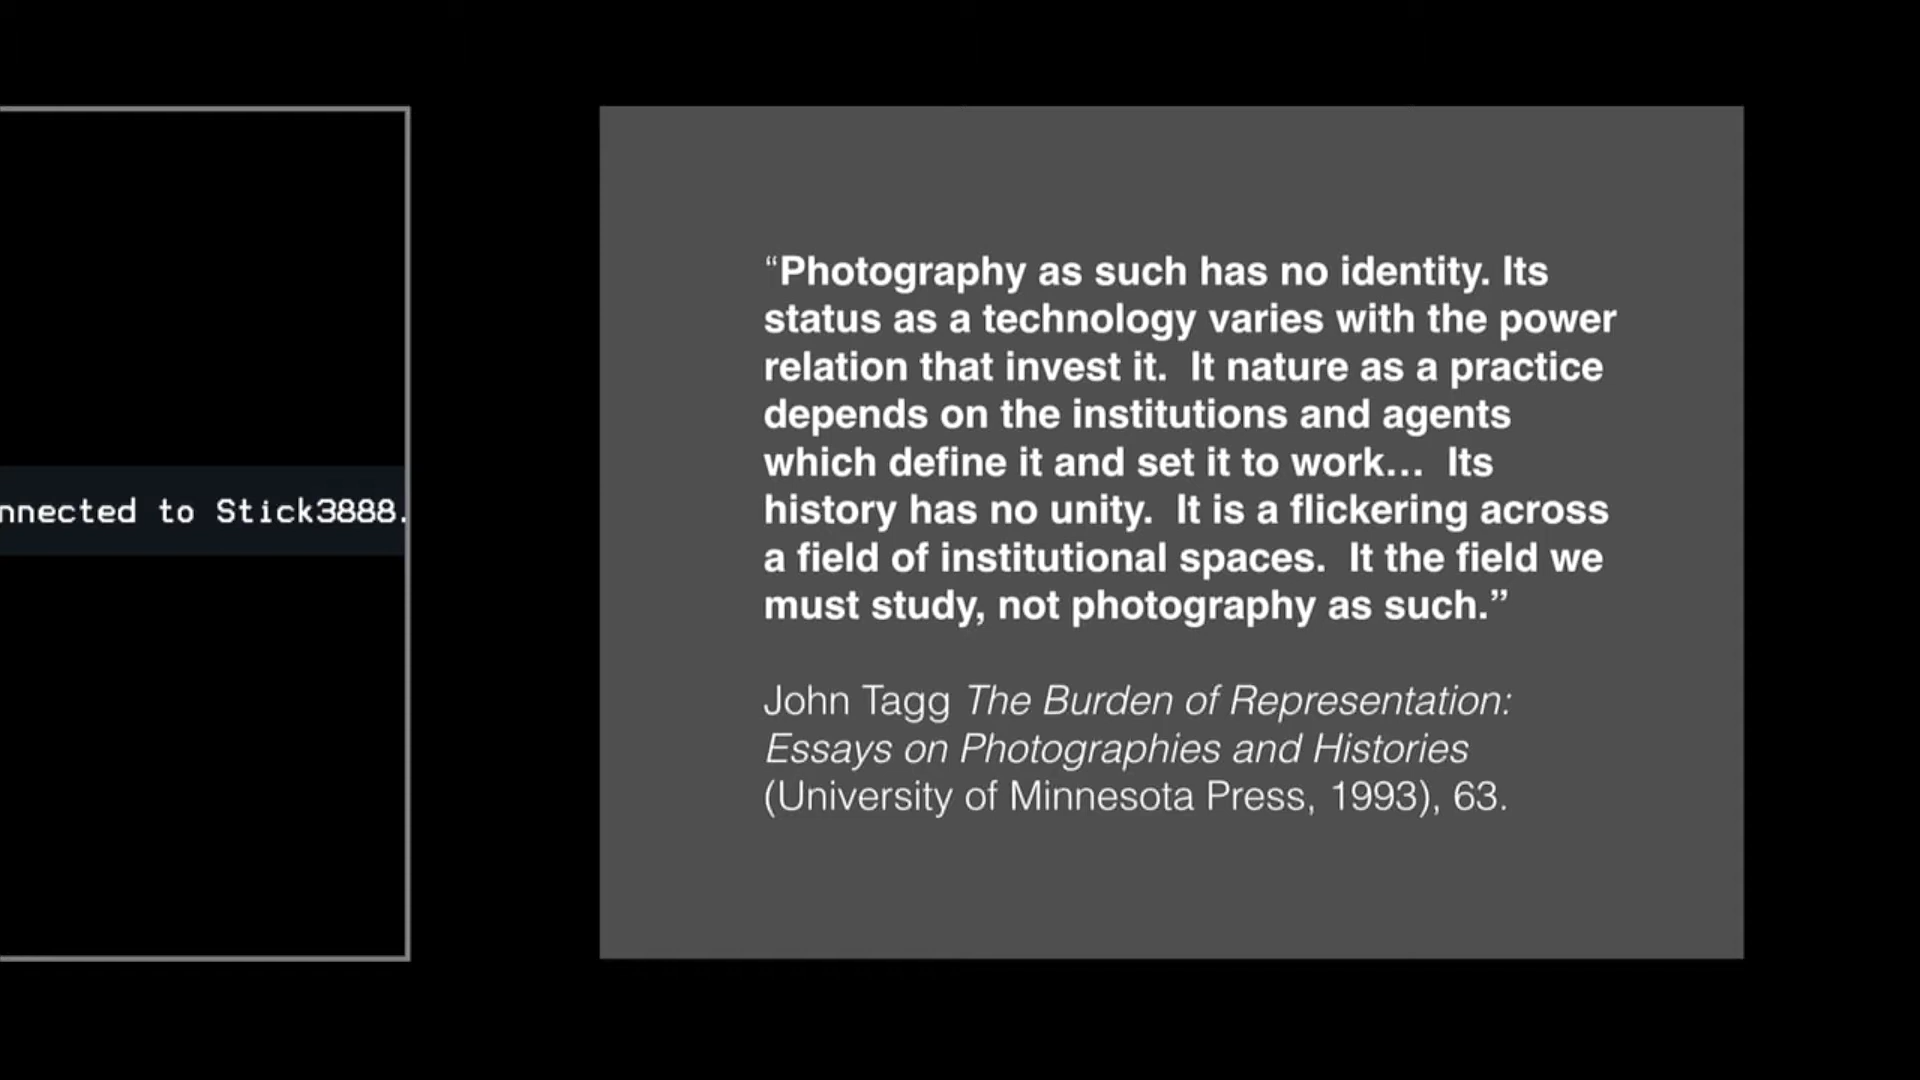 nnected to Stick3888.
“Photography as such has no identity. Its
status as a technology varies with the power
relation that invest it.  It nature as a practice
depends on the institutions and agents
which define it and set it to work…  Its
history has no unity.  It is a flickering across
a field of institutional spaces.  It the field we
must study, not photography as such.”
John Tagg The Burden of Representation:
Essays on Photographies and Histories
(University of Minnesota Press, 1993), 63.